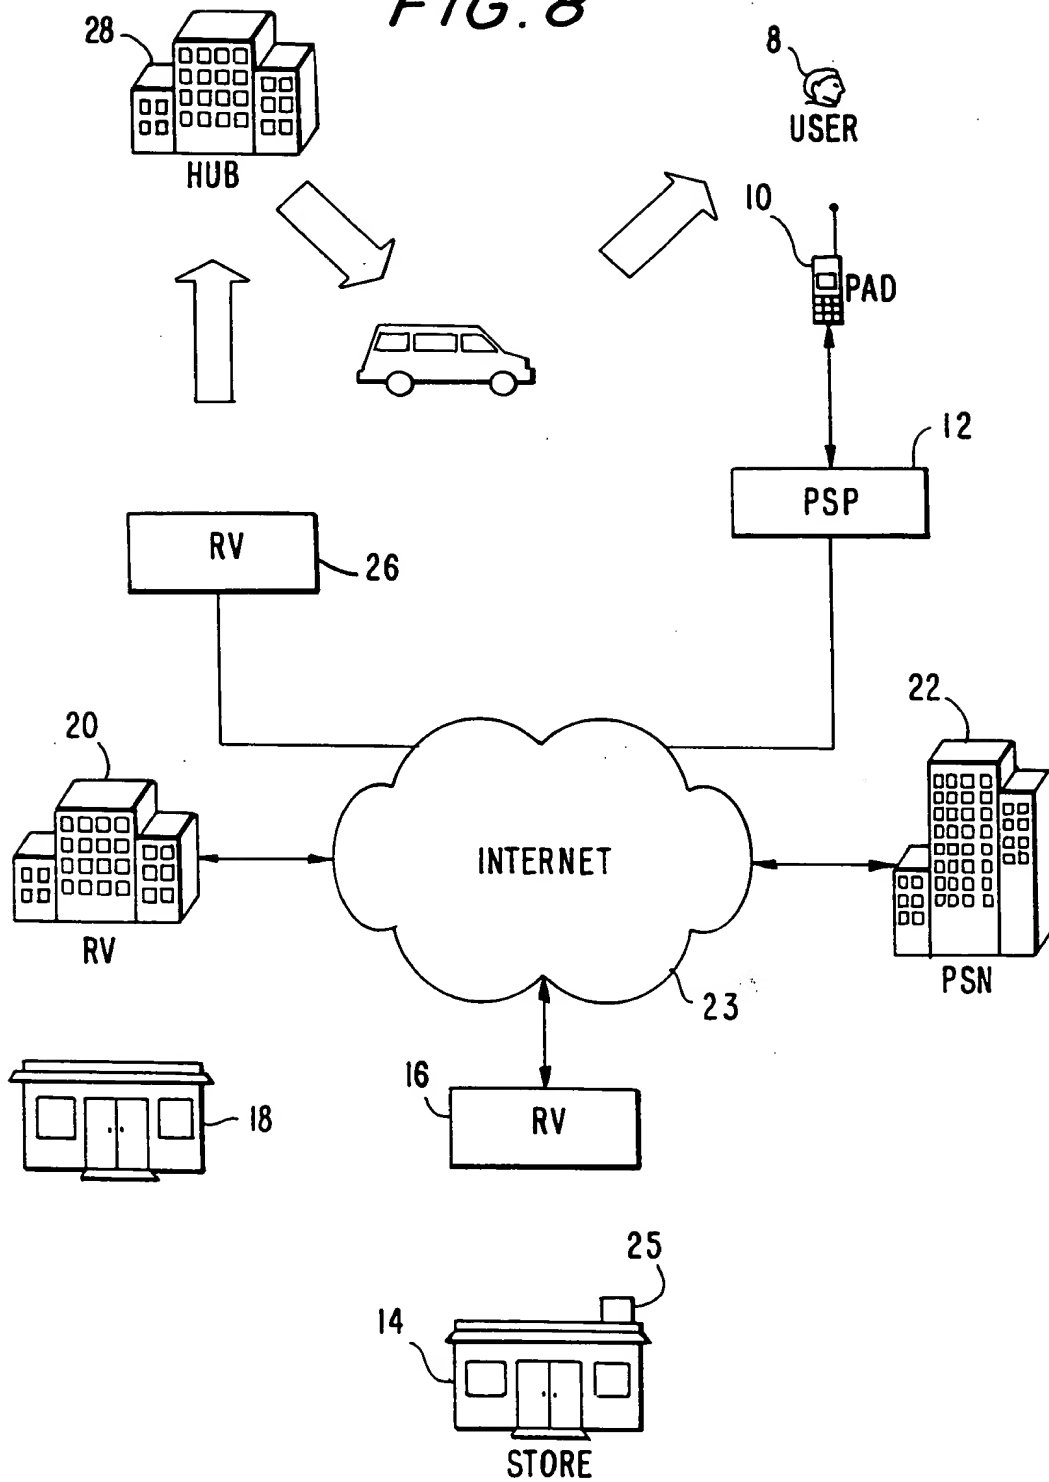 FIG. 8
28
8
HUB
USER
10
PAD
12
PSP
RV
26
20
22
INTERNET
RV
PSN
23
16
RV
18
25
14
STORE